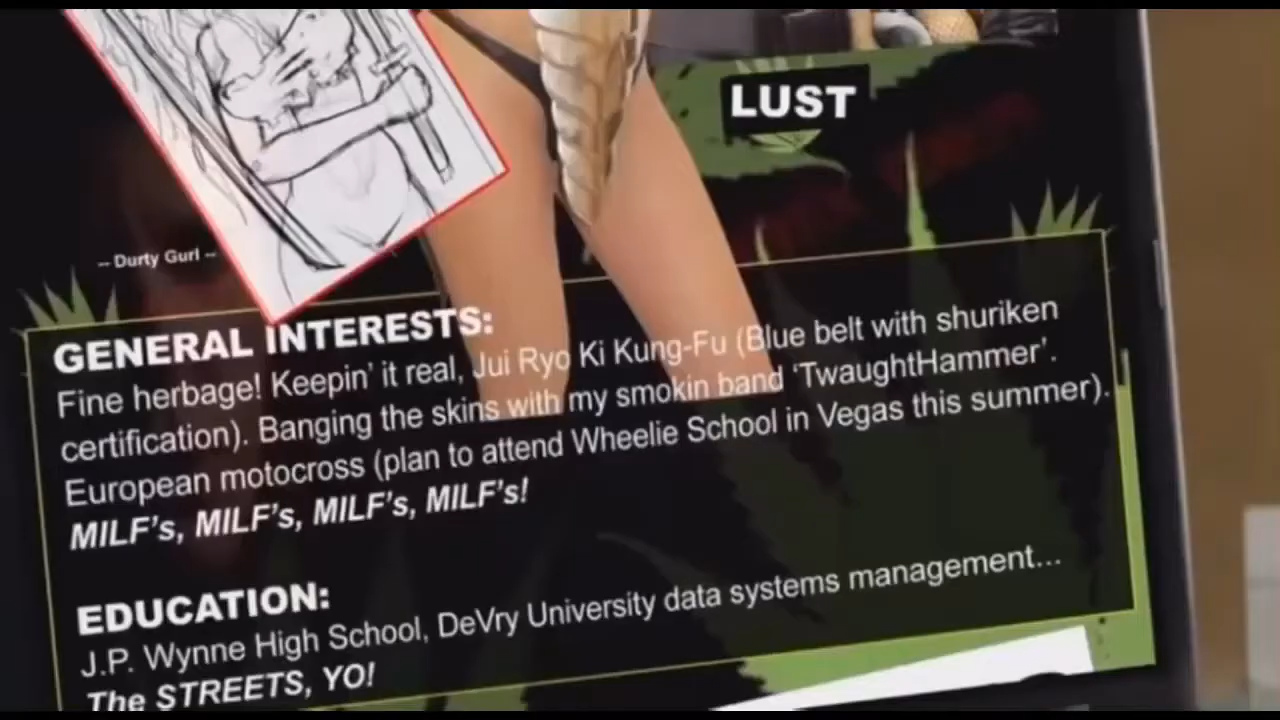 LUST
-- Durty Gurl --
GENERAL INTERESTS:
Fine herbage! Keepin' it real, Jui Ryo Ki Kung-Fu (Blue belt with shuriken
certification). Banging the skins with my smokin band 'TwaughtHammer'.
European motocross (plan to attend Wheelie School in Vegas this summer).
MILF's, MILF's, MILF's, MILF's!
EDUCATION:
J.P. Wynne High School, DeVry University data systems management...
The STREETS, YO!